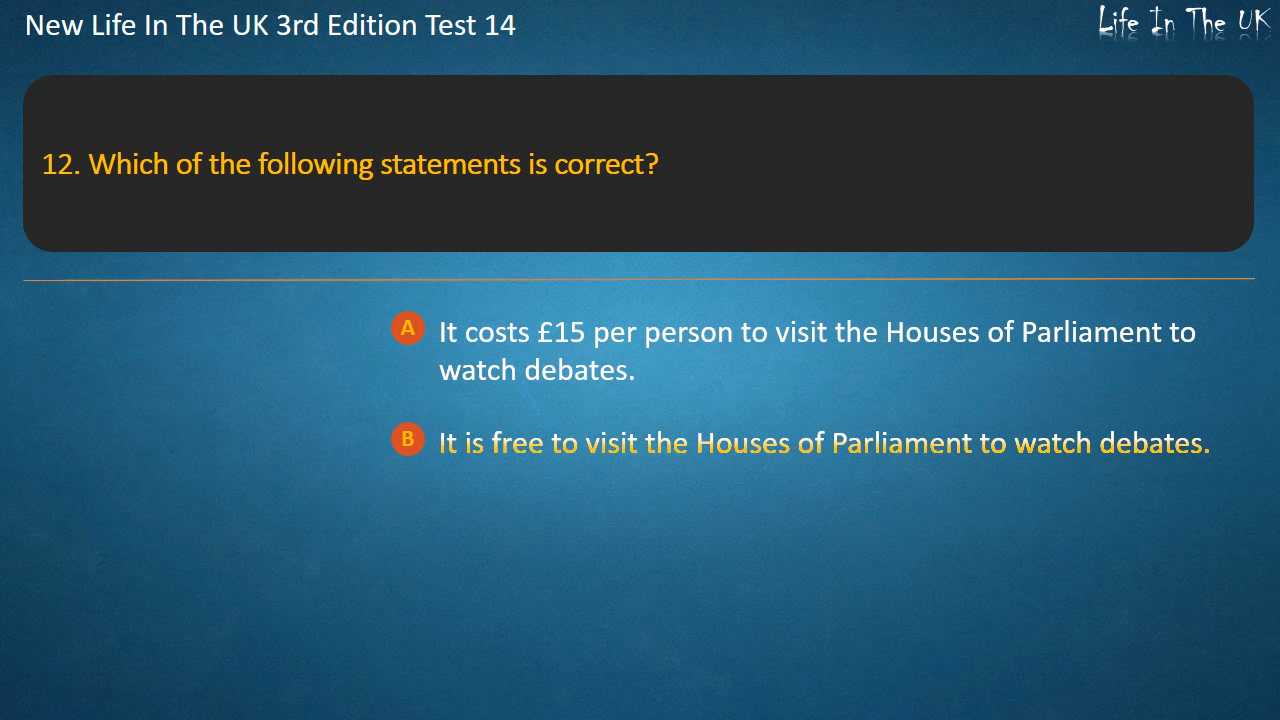 New Life In The UK 3rd Edition Test 14
Life In The UK
12. Which of the following statements is correct?
A It costs £15 per person to visit the Houses of Parliament to
watch debates.
B It is free to visit the Houses of Parliament to watch debates.